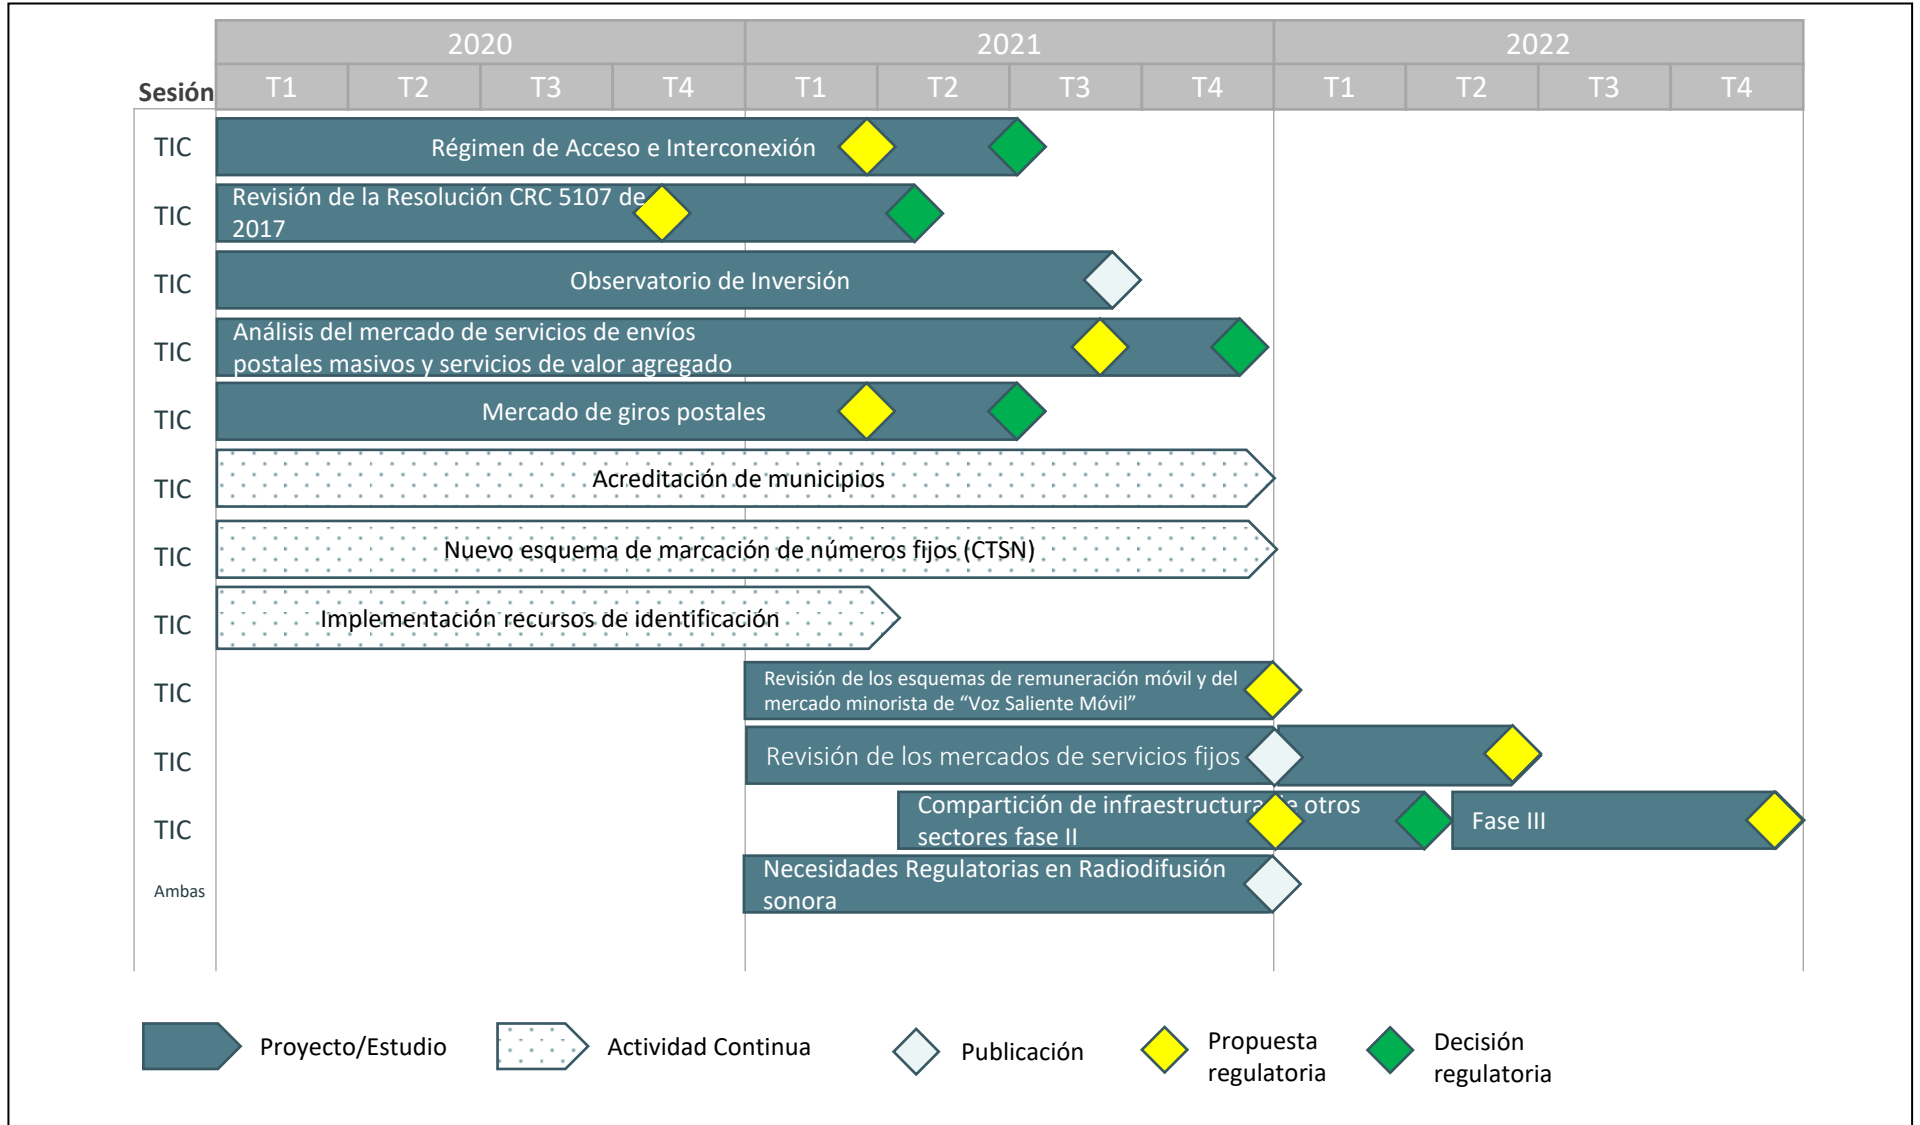 2020
2021
2022
Sesión
T1
T2
T3
T4
T1
T2
T3
T4
T1
T2
T3
T4
TIC
Régimen de Acceso e Interconexión
TIC
Revisión de la Resolución CRC 5107 de
2017
TIC
Observatorio de Inversión
TIC
Análisis del mercado de servicios de envíos
postales masivos y servicios de valor agregado
TIC
Mercado de giros postales
TIC
Acreditación de municipios
TIC
Nuevo esquema de marcación de números fijos (CTSN)
TIC
Implementación recursos de identificación
TIC
Revisión de los esquemas de remuneración móvil y del
mercado minorista de “Voz Saliente Móvil”
TIC
Revisión de los mercados de servicios fijos
TIC
Compartición de infraestructura de otros
sectores fase II
Fase III
Ambas
Necesidades Regulatorias en Radiodifusión
sonora
Proyecto/Estudio
Actividad Continua
Publicación
Propuesta
regulatoria
Decisión
regulatoria